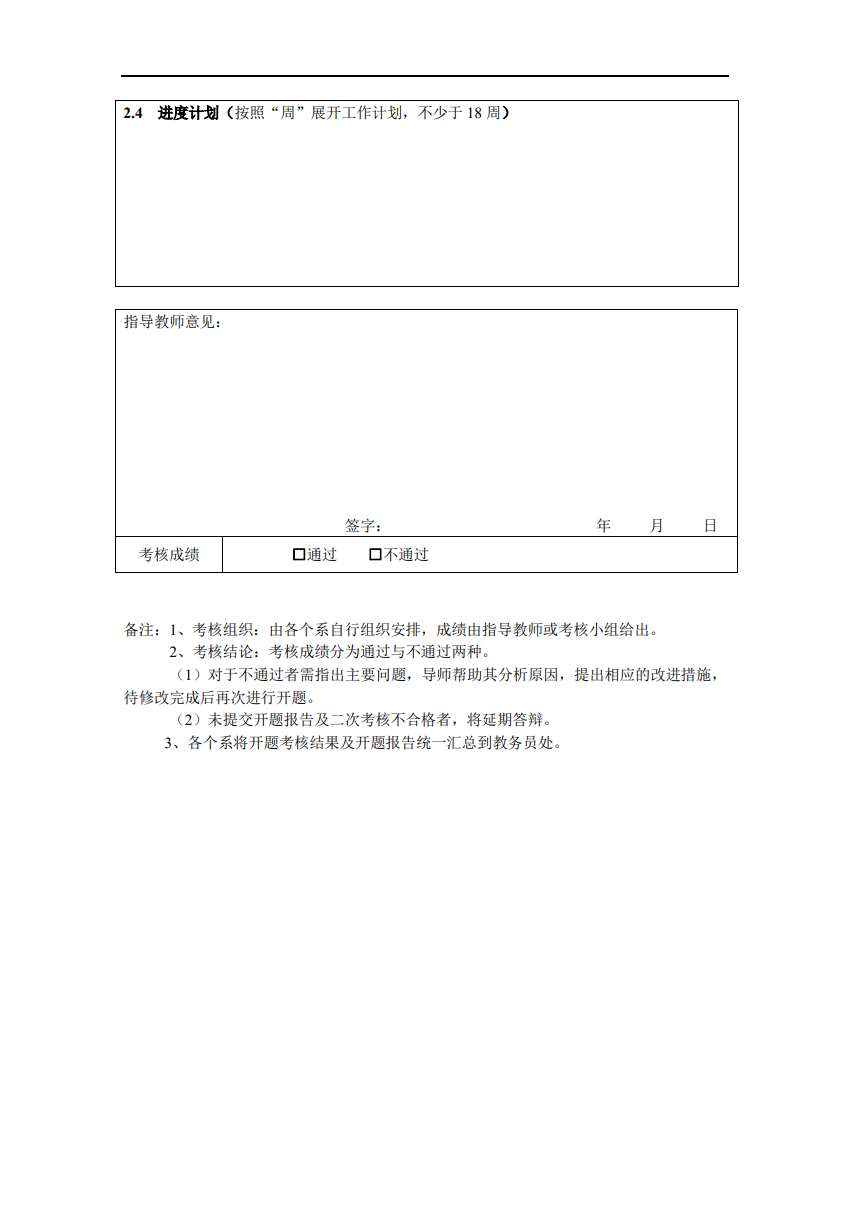 2.4 进度计划（按照“周”展开工作计划，不少于 18 周）
指导教师意见：
签字： 年 月 日
考核成绩 □通过 □不通过
备注：1、考核组织：由各个系自行组织安排，成绩由指导教师或考核小组给出。
2、考核结论：考核成绩分为通过与不通过两种。
（1）对于不通过者需指出主要问题，导师帮助其分析原因，提出相应的改进措施，
待修改完成后再次进行开题。
（2）未提交开题报告及二次考核不合格者，将延期答辩。
3、各个系将开题考核结果及开题报告统一汇总到教务员处。